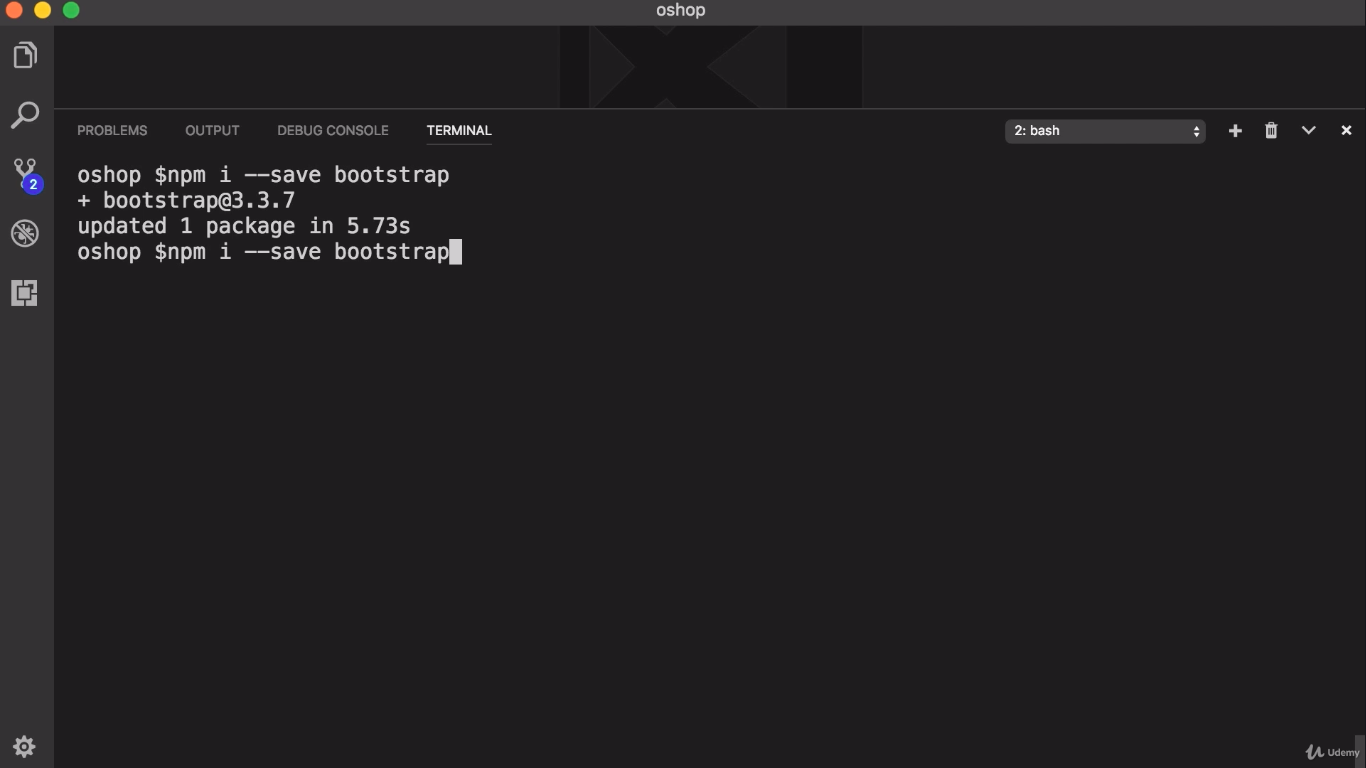 oshop
PROBLEMS OUTPUT DEBUG CONSOLE TERMINAL 2: bash
2
oshop $npm i --save bootstrap
+ bootstrap@3.3.7
updated 1 package in 5.73s
oshop $npm i --save bootstrap
Udemy